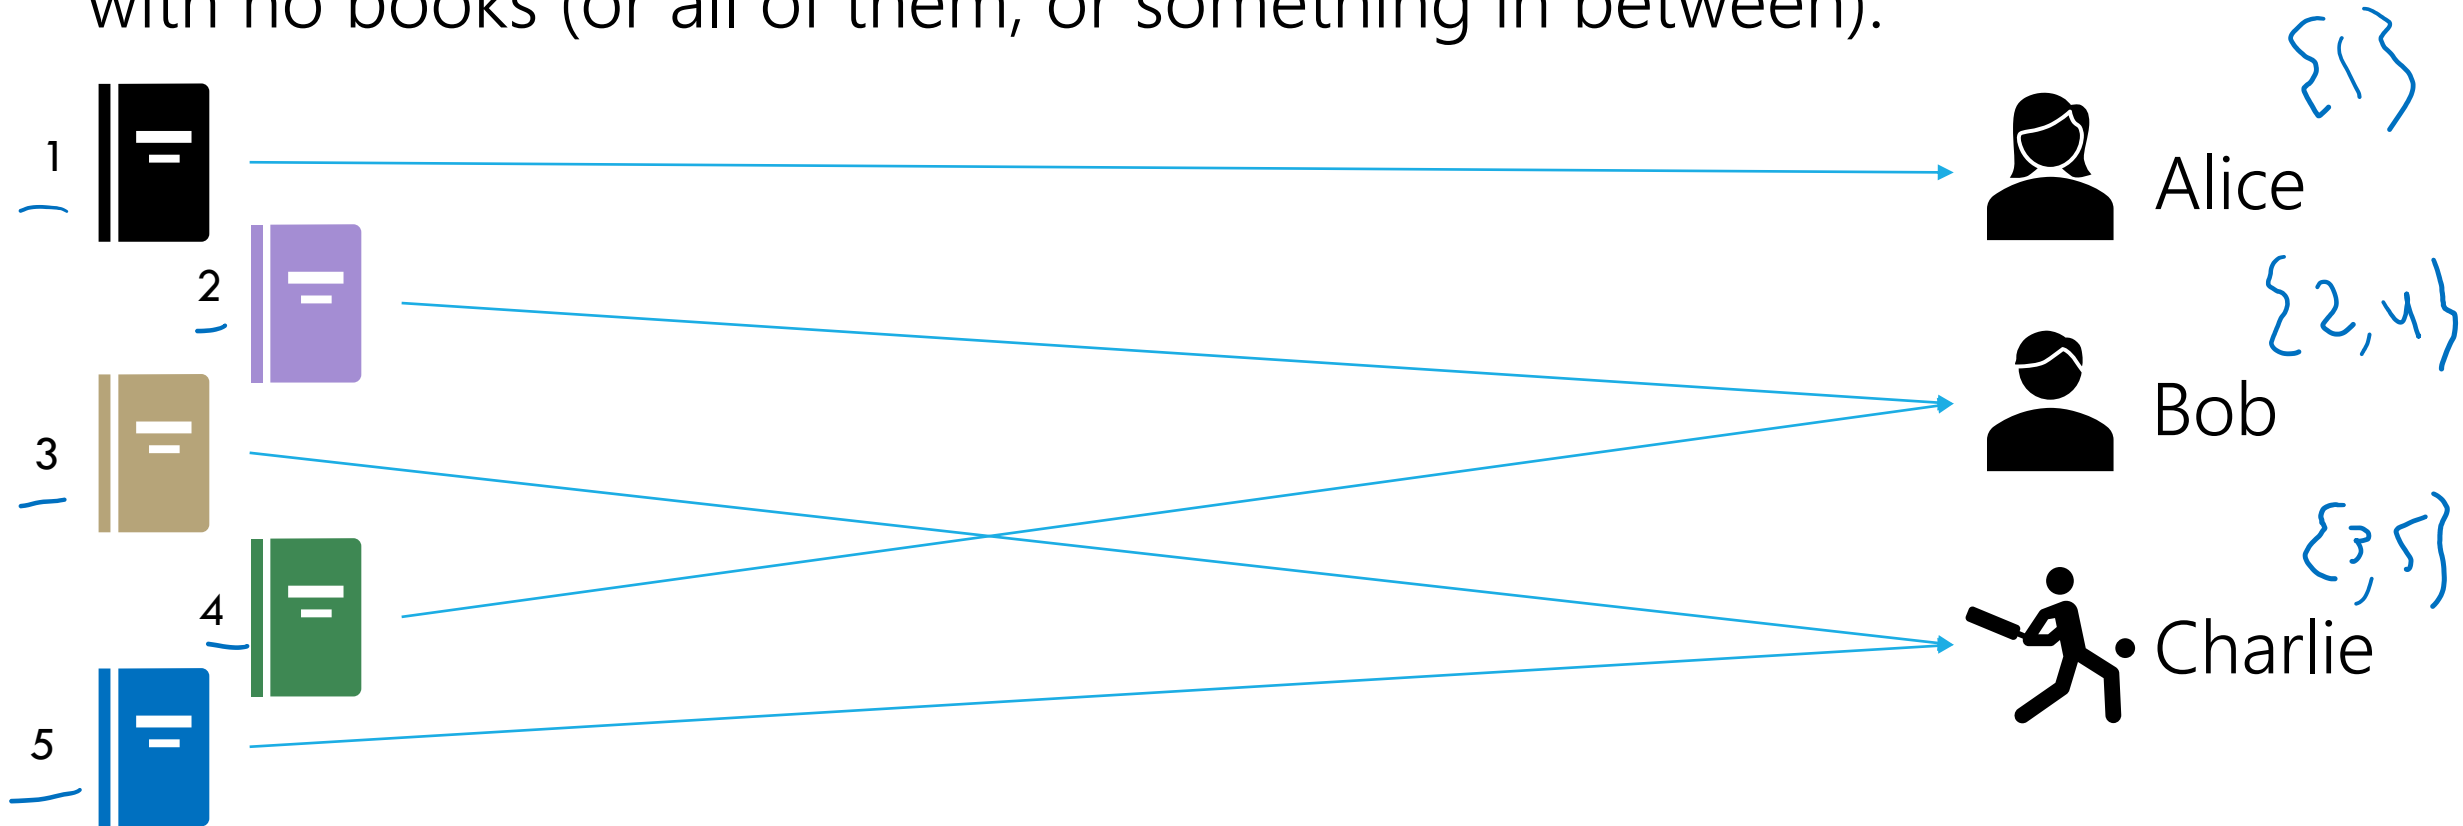 with no books (or all of them, or something in between).
{1}
1
Alice
2
{2,4}
Bob
3
{3,5}
4
Charlie
5